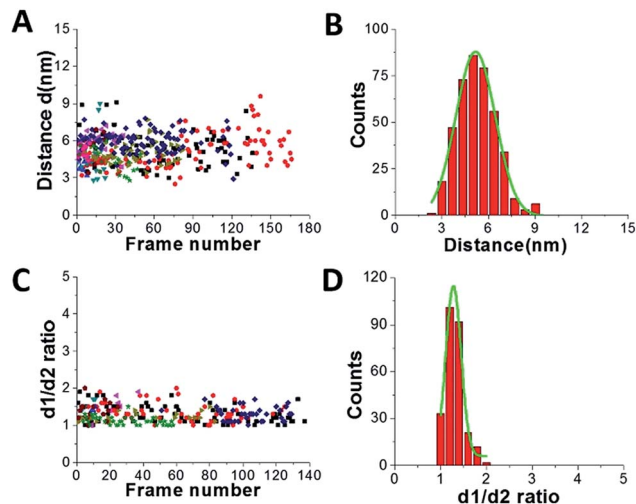 A
15
12
9
6
3
0
Distance d(nm)
0 30 60 90 120 150 180
Frame number
B
100
75
50
25
0
Counts
0 3 6 9 12 15
Distance(nm)
C
5
4
3
2
1
0
d1/d2 ratio
0 20 40 60 80 100 120 140
Frame number
D
120
90
60
30
0
Counts
0 1 2 3 4 5
d1/d2 ratio